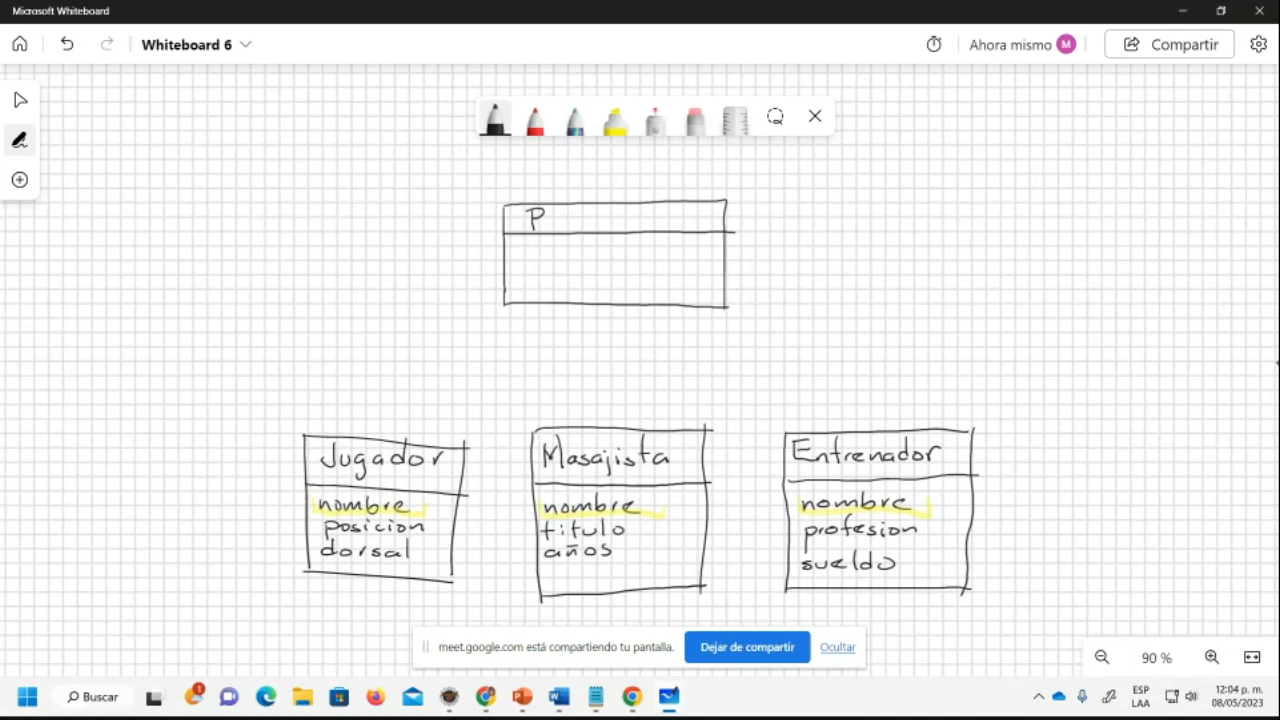 Microsoft Whiteboard
Whiteboard 6
Ahora mismo M
Compartir
P
Jugador
nombre
posicion
dorsal
Masajista
nombre
titulo
años
Entrenador
nombre
profesion
sueldo
meet.google.com está compartiendo tu pantalla.
Dejar de compartir
Ocultar
90 %
Buscar
1
ESP
LAA
12:04 p. m.
08/05/2023